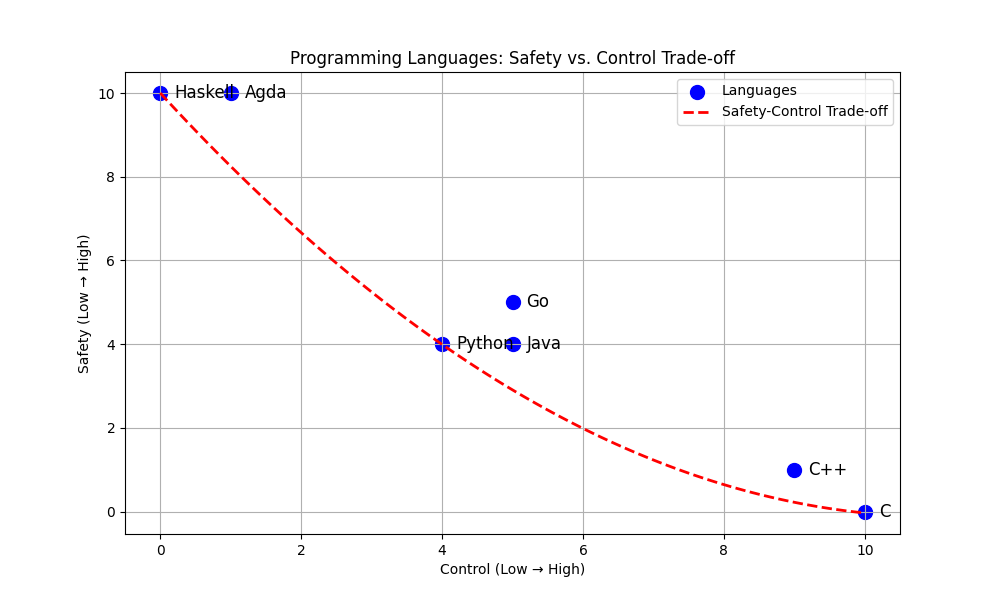 Programming Languages: Safety vs. Control Trade-off
Languages
Safety-Control Trade-off
Haskell
Agda
Go
Python
Java
C++
C
10
8
6
4
2
0
Safety (Low → High)
0
2
4
6
8
10
Control (Low → High)